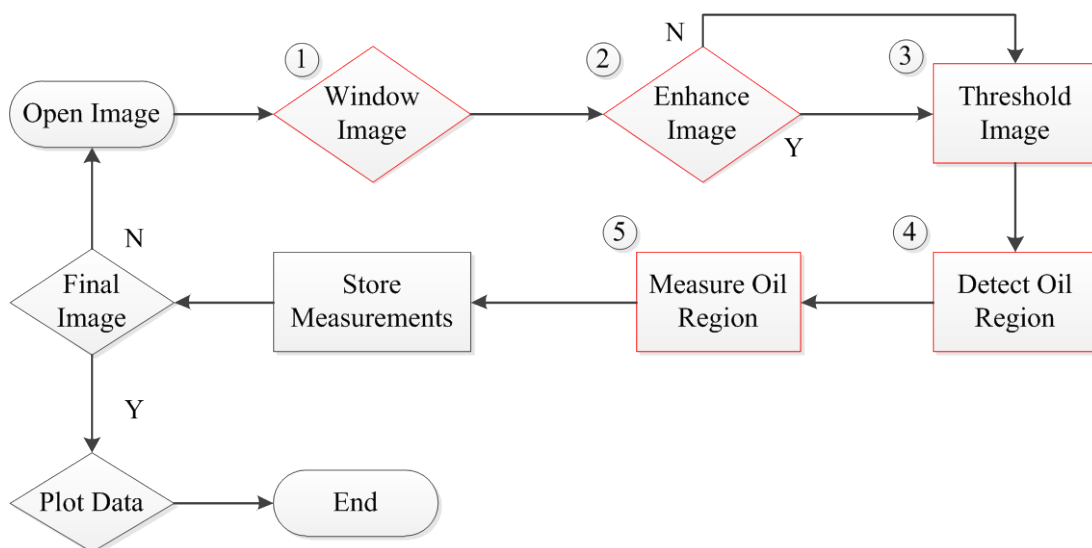 N
1
2
3
Open Image
Window
Image
Enhance
Image
Threshold
Image
Y
N
5
4
Final
Image
Store
Measurements
Measure Oil
Region
Detect Oil
Region
Y
Plot Data
End